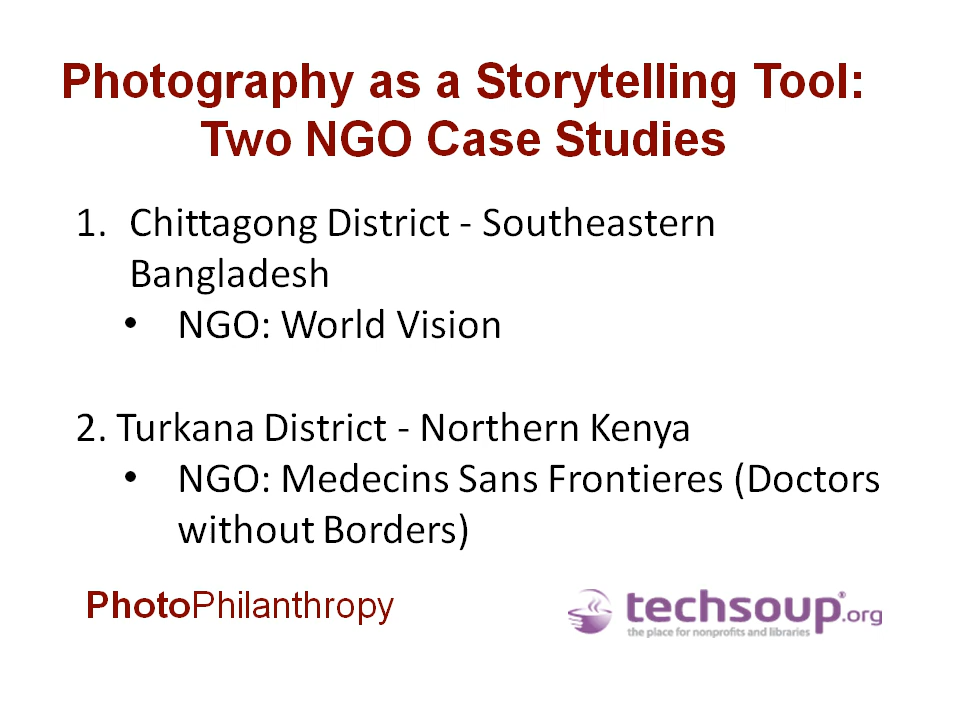 Photography as a Storytelling Tool:
Two NGO Case Studies
1. Chittagong District - Southeastern
Bangladesh
• NGO: World Vision
2. Turkana District - Northern Kenya
• NGO: Medecins Sans Frontieres (Doctors
without Borders)
PhotoPhilanthropy
techsoup®.org
the place for nonprofits and libraries